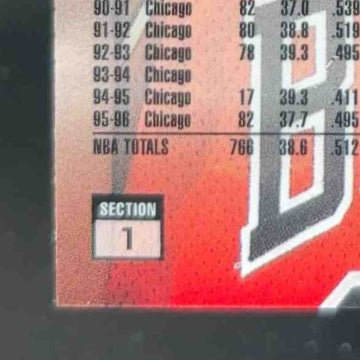 90-91 Chicago 82 37.0 .539
91-92 Chicago 80 38.8 .519
92-93 Chicago 78 39.3 .495
93-94 Chicago
94-95 Chicago 17 39.3 .411
95-96 Chicago 82 37.7 .495
NBA TOTALS 766 38.6 .512
SECTION
1
B